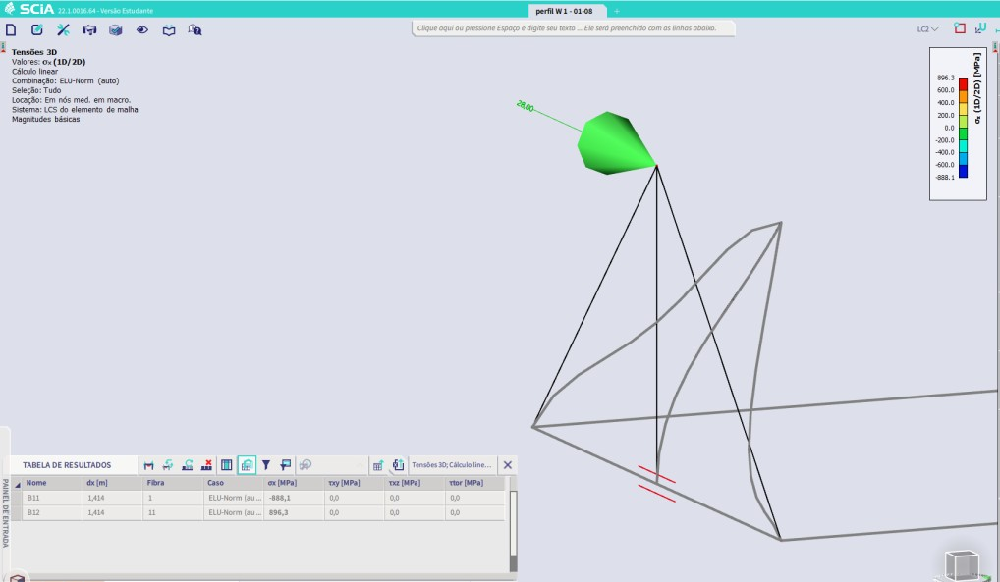 SCiA 22.1.0016.64 - Versão Estudante
perfil W 1 - 01-08
+
Clique aqui ou pressione Espaço e digite seu texto ... Ele será preenchido com as linhas abaixo.
LC2
Tensões 3D
Valores: σx (1D/2D)
Cálculo linear
Combinação: ELU-Norm (auto)
Seleção: Tudo
Locação: Em nós med. em macro.
Sistema: LCS do elemento de malha
Magnitudes básicas
28,00
896.3
600.0
400.0
200.0
0.0
-200.0
-400.0
-600.0
-888.1
σx (1D/2D) [MPa]
TABELA DE RESULTADOS
Tensões 3D; Cálculo line...
Nome dx [m] Fibra Caso σx [MPa] τxy [MPa] τxz [MPa] τtor [MPa]
B11 1,414 1 ELU-Norm (au ... -888,1 0,0 0,0 0,0
B12 1,414 11 ELU-Norm (au ... 896,3 0,0 0,0 0,0
PAINEL DE ENTRADA